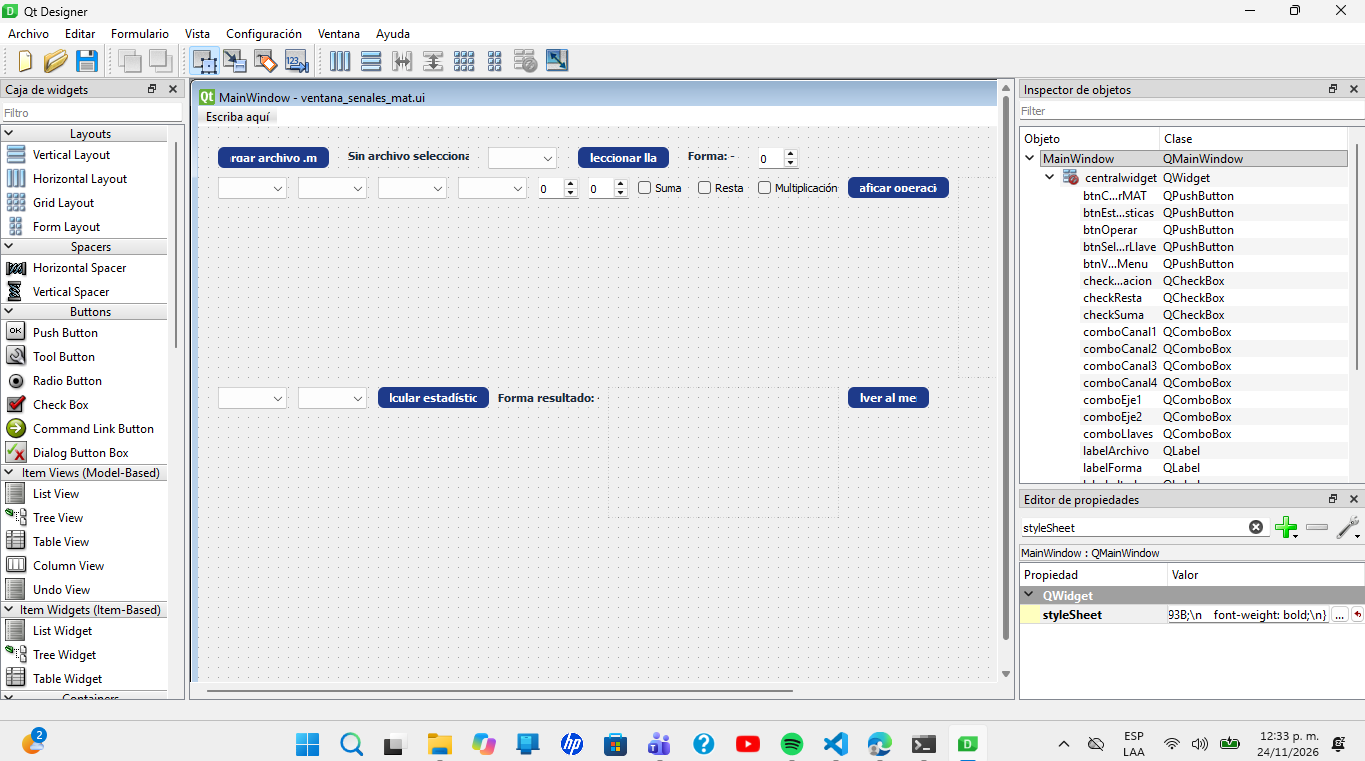 Qt Designer
Archivo Editar Formulario Vista Configuración Ventana Ayuda
Caja de widgets
Filtro
Layouts
Vertical Layout
Horizontal Layout
Grid Layout
Form Layout
Spacers
Horizontal Spacer
Vertical Spacer
Buttons
OK Push Button
Tool Button
Radio Button
Check Box
Command Link Button
Dialog Button Box
Item Views (Model-Based)
List View
Tree View
Table View
Column View
Undo View
Item Widgets (Item-Based)
List Widget
Tree Widget
Table Widget
Containers
Qt MainWindow - ventana_senales_mat.ui
Escriba aquí
rgar archivo .m Sin archivo selecciona leccionar lla Forma: - 0
0 0 Suma Resta Multiplicación aficar operació
lcular estadístic Forma resultado: - lver al me
Inspector de objetos
Filter
Objeto Clase
MainWindow QMainWindow
centralwidget QWidget
btnC...rMAT QPushButton
btnEst...sticas QPushButton
btnOperar QPushButton
btnSel...rLlave QPushButton
btnV...Menu QPushButton
check...acion QCheckBox
checkResta QCheckBox
checkSuma QCheckBox
comboCanal1 QComboBox
comboCanal2 QComboBox
comboCanal3 QComboBox
comboCanal4 QComboBox
comboEje1 QComboBox
comboEje2 QComboBox
comboLlaves QComboBox
labelArchivo QLabel
labelForma QLabel
Editor de propiedades
styleSheet
MainWindow : QMainWindow
Propiedad Valor
QWidget
styleSheet 93B;\n font-weight: bold;\n} ...
2
hp
ESP
LAA
12:33 p. m.
24/11/2026